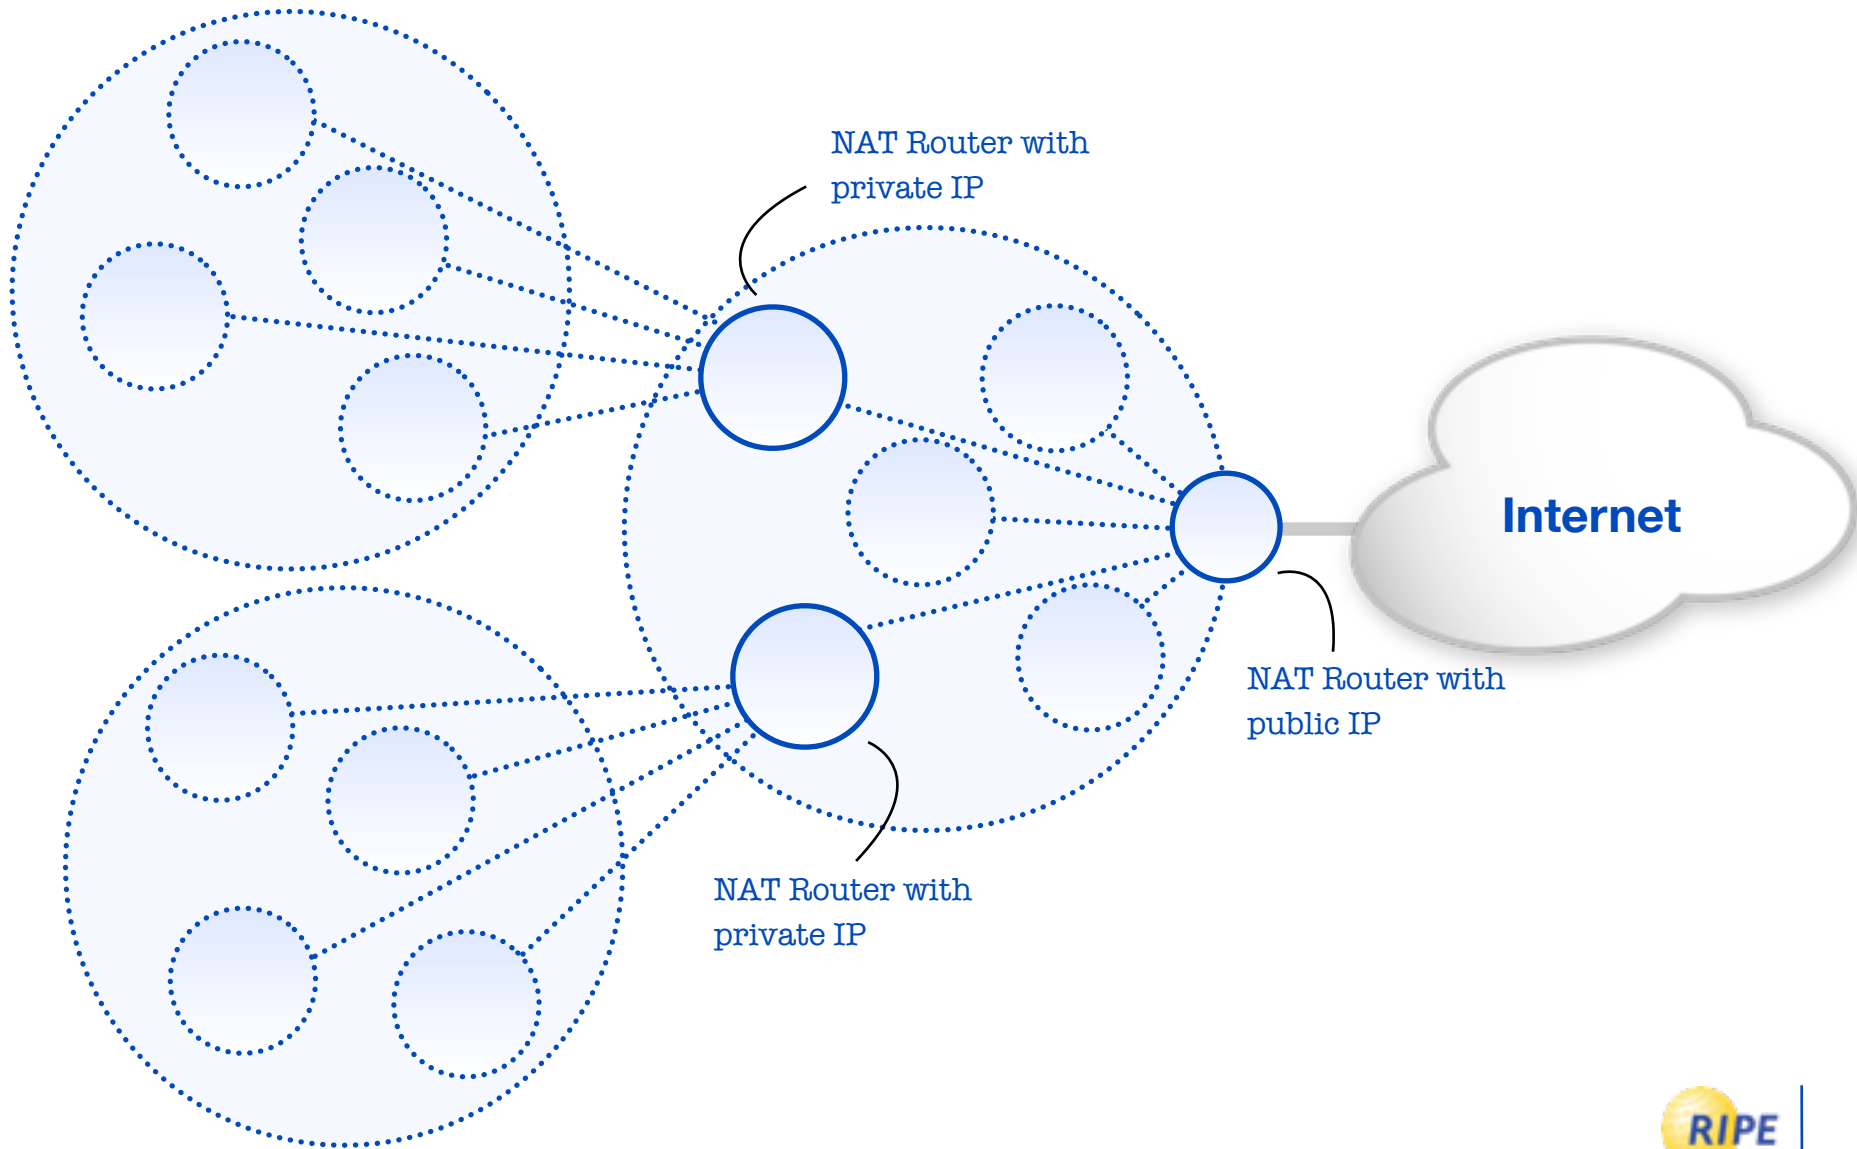 NAT Router with
private IP
Internet
NAT Router with
public IP
NAT Router with
private IP
RIPE